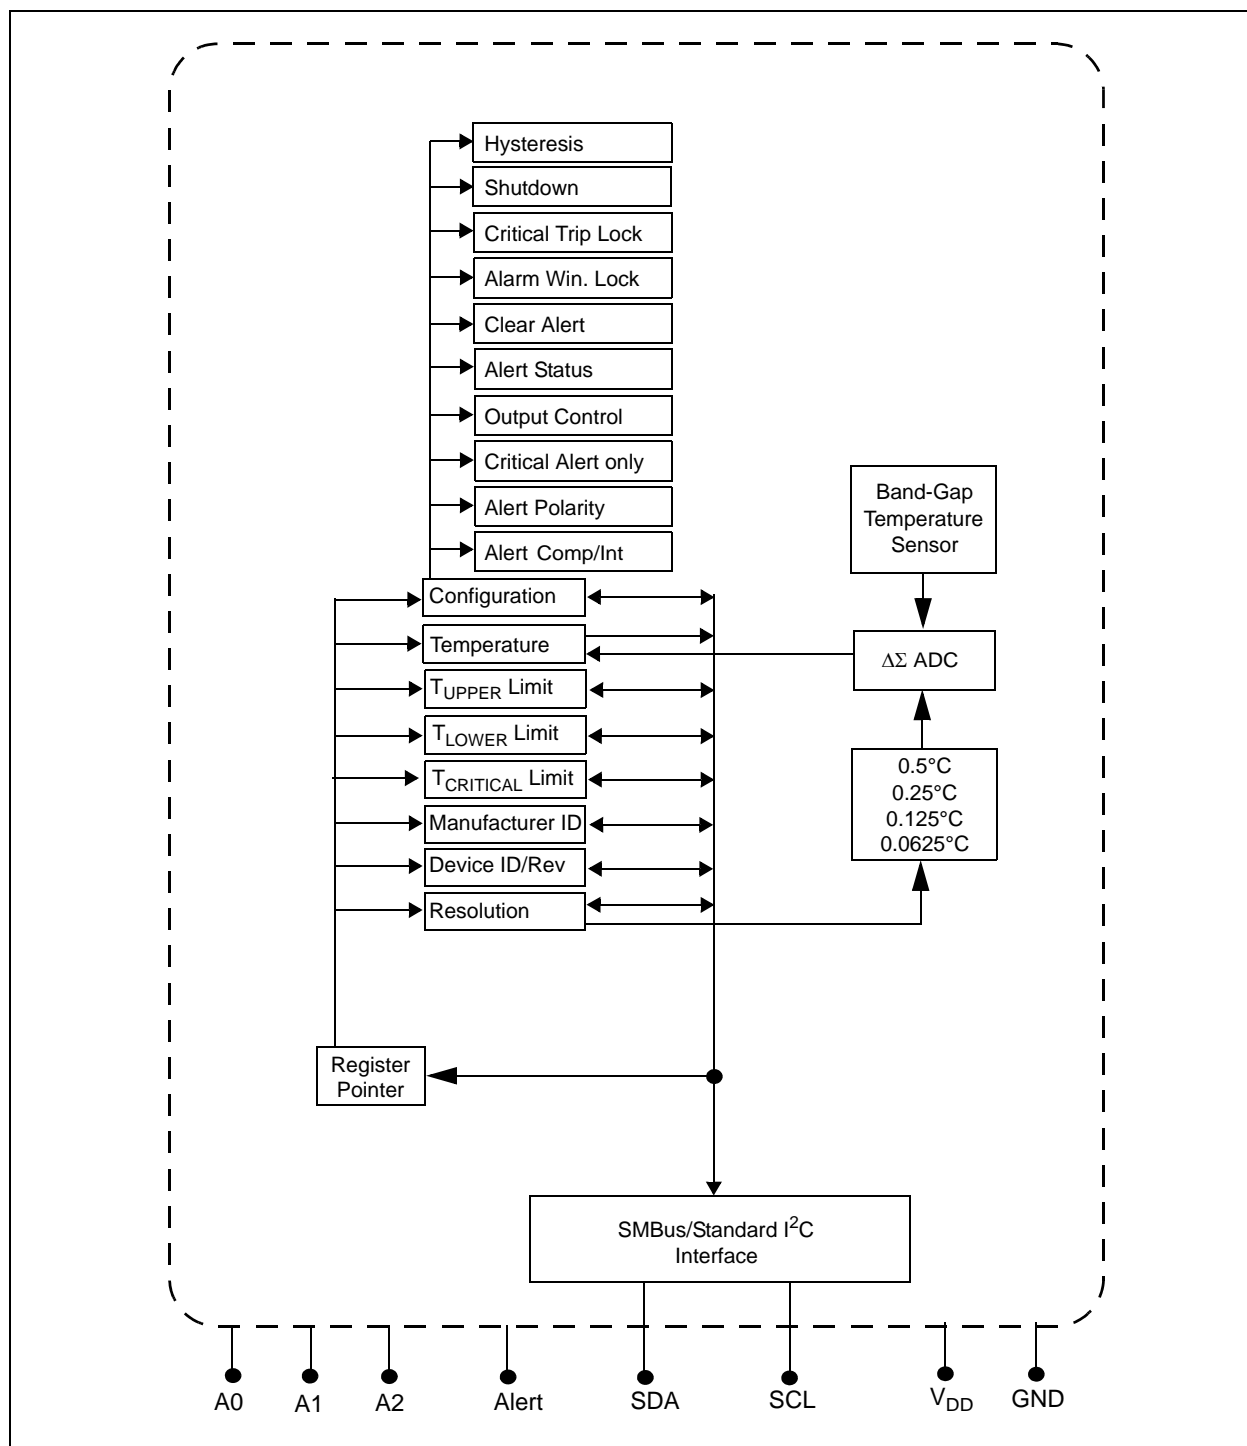 Hysteresis
Shutdown
Critical Trip Lock
Alarm Win. Lock
Clear Alert
Alert Status
Output Control
Critical Alert only
Alert Polarity
Alert Comp/Int
Configuration
Temperature
TUPPER Limit
TLOWER Limit
TCRITICAL Limit
Manufacturer ID
Device ID/Rev
Resolution
Band-Gap
Temperature
Sensor
ΔΣ ADC
0.5°C
0.25°C
0.125°C
0.0625°C
Register
Pointer
SMBus/Standard I²C
Interface
A0
A1
A2
Alert
SDA
SCL
VDD
GND